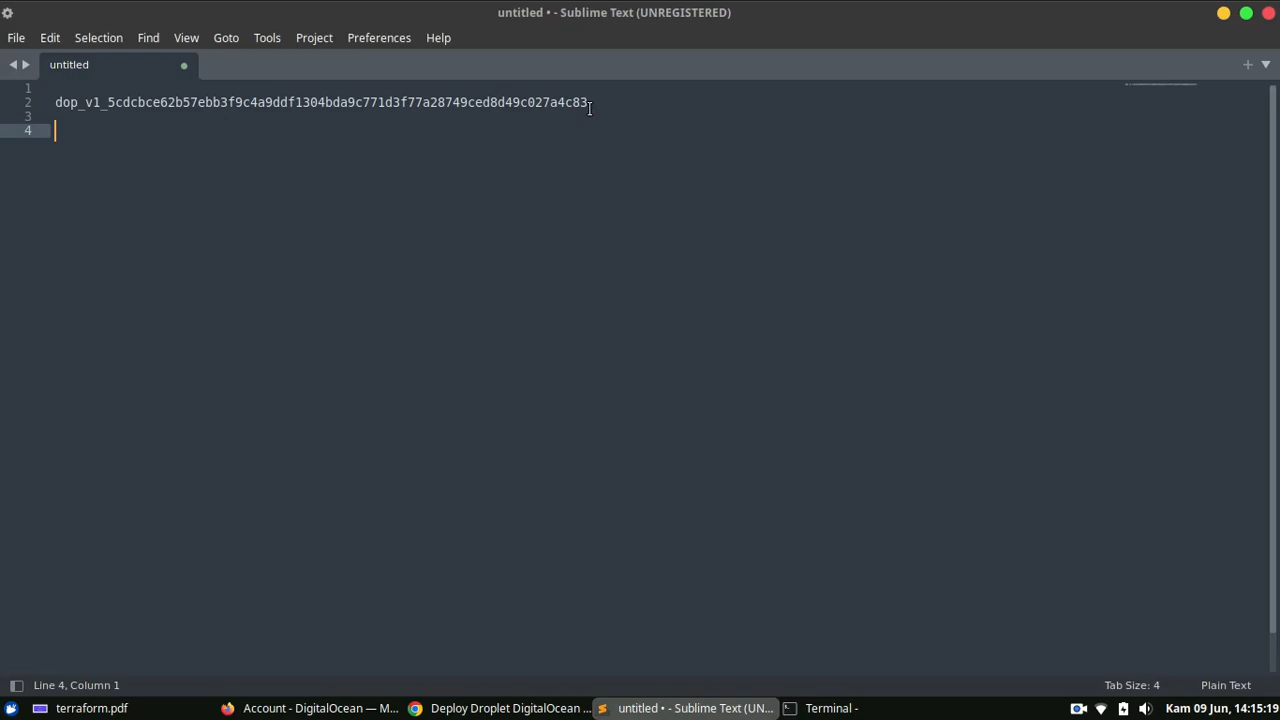 untitled • - Sublime Text (UNREGISTERED)
File Edit Selection Find View Goto Tools Project Preferences Help
untitled
1
2 dop_v1_5cdcbce62b57ebb3f9c4a9ddf1304bda9c771d3f77a28749ced8d49c027a4c83
3
4
Line 4, Column 1 Tab Size: 4 Plain Text
terraform.pdf Account - DigitalOcean — M... Deploy Droplet DigitalOcean ... untitled • - Sublime Text (UN... Terminal - Kam 09 Jun, 14:15:19